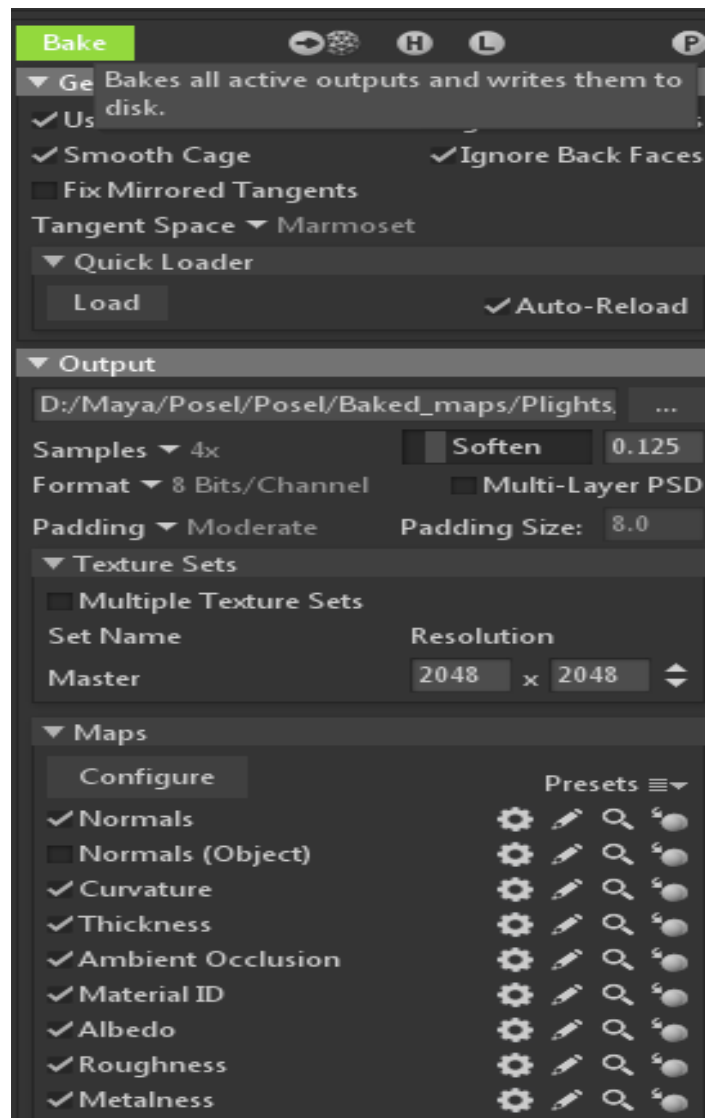 Bake H L P
Ge Bakes all active outputs and writes them to
Us disk.
Smooth Cage Ignore Back Faces
Fix Mirrored Tangents
Tangent Space Marmoset
Quick Loader
Load Auto-Reload
Output
D:/Maya/Posel/Posel/Baked_maps/Plights ...
Samples 4x Soften 0.125
Format 8 Bits/Channel Multi-Layer PSD
Padding Moderate Padding Size: 8.0
Texture Sets
Multiple Texture Sets
Set Name Resolution
Master 2048 x 2048
Maps
Configure Presets
Normals
Normals (Object)
Curvature
Thickness
Ambient Occlusion
Material ID
Albedo
Roughness
Metalness